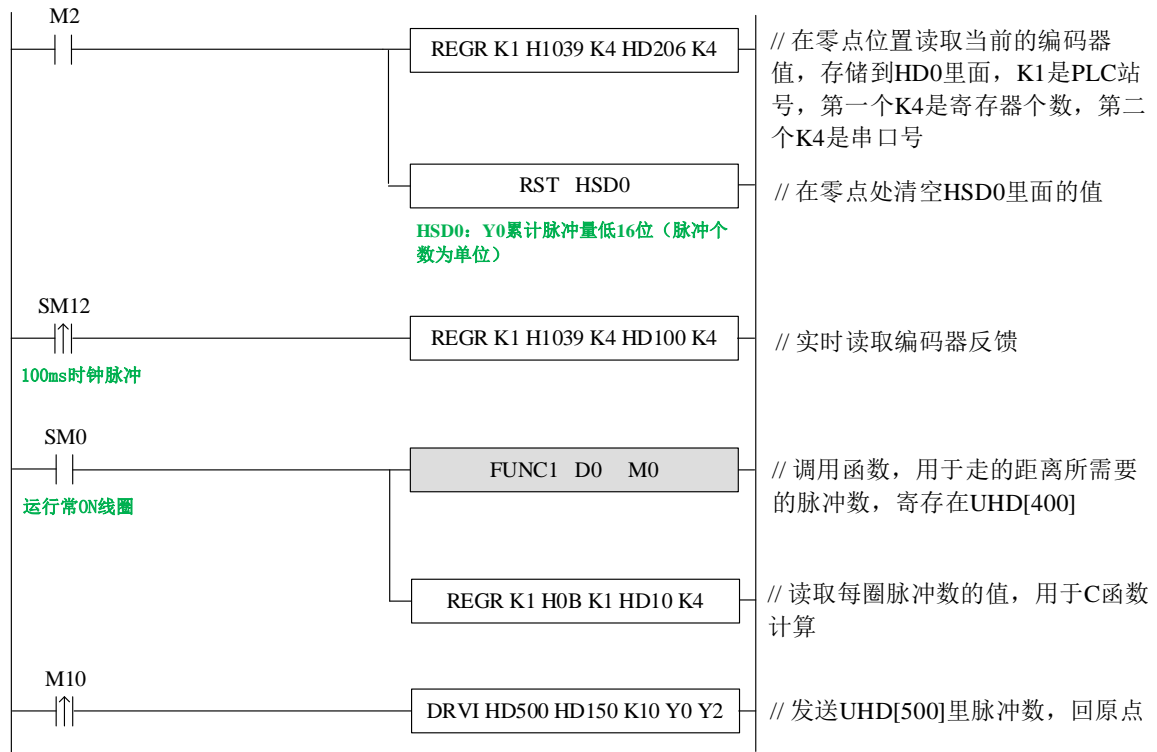 M2
REGR K1 H1039 K4 HD206 K4
// 在零点位置读取当前的编码器
值，存储到HD0里面，K1是PLC站
号，第一个K4是寄存器个数，第二
个K4是串口号
RST HSD0
// 在零点处清空HSD0里面的值
HSD0：Y0累计脉冲量低16位（脉冲个
数为单位）
SM12
REGR K1 H1039 K4 HD100 K4
// 实时读取编码器反馈
100ms时钟脉冲
SM0
FUNC1 D0 M0
// 调用函数，用于走的距离所需要
的脉冲数，寄存在UHD[400]
运行常ON线圈
REGR K1 H0B K1 HD10 K4
// 读取每圈脉冲数的值，用于C函数
计算
M10
DRVI HD500 HD150 K10 Y0 Y2
// 发送UHD[500]里脉冲数，回原点